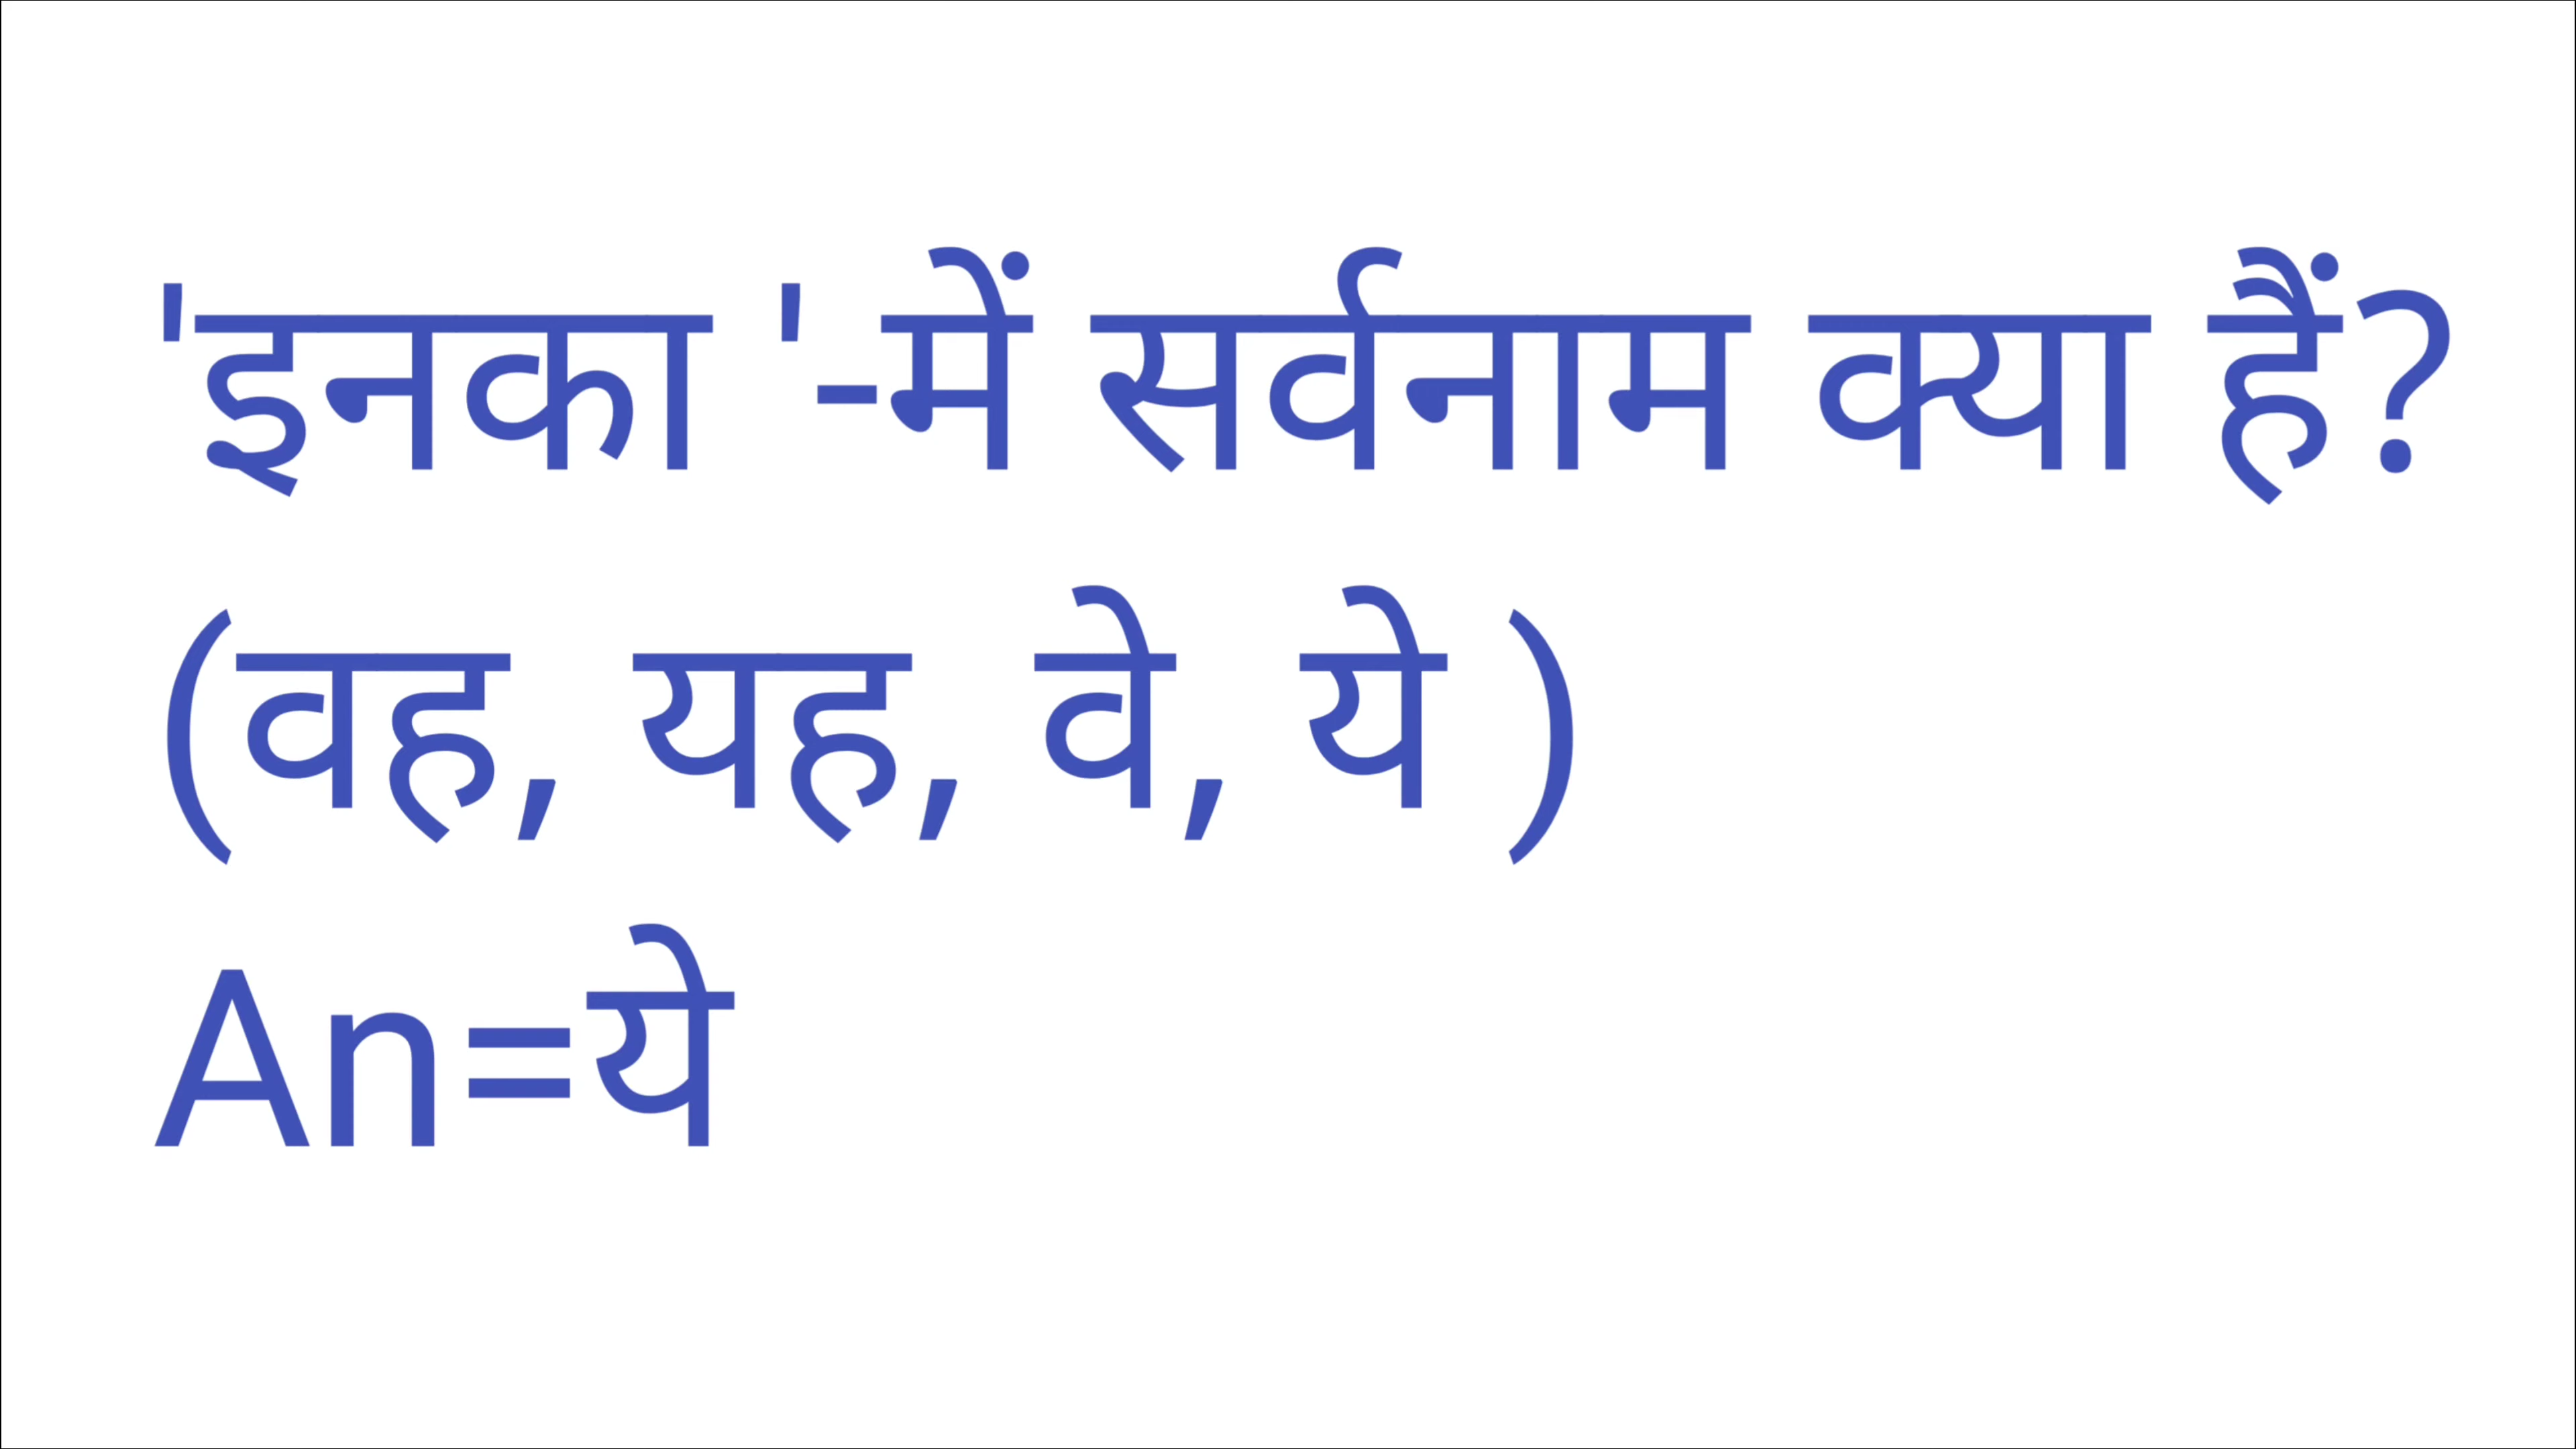 'इनका '-में सर्वनाम क्या हैं?
(वह, यह, वे, ये )
An=ये